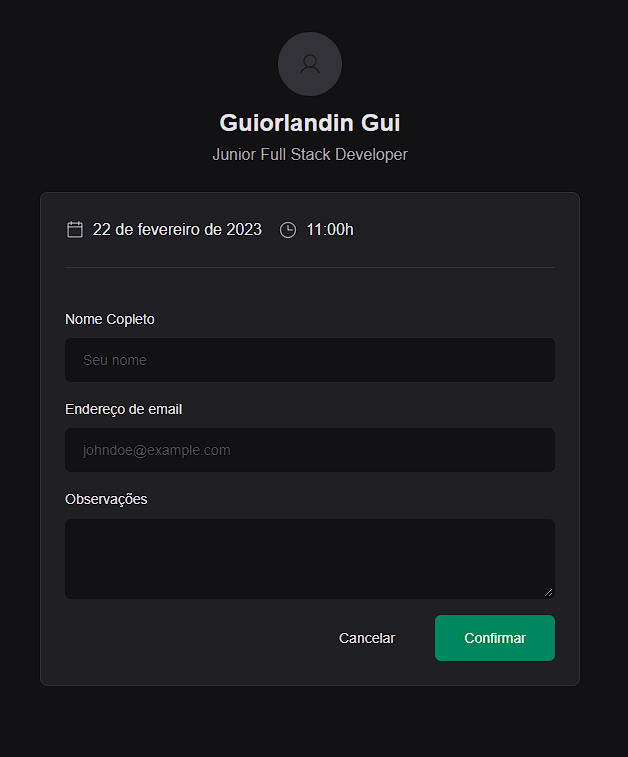 Guiorlandin Gui
Junior Full Stack Developer
22 de fevereiro de 2023 11:00h
Nome Copleto
Seu nome
Endereço de email
johndoe@example.com
Observações
Cancelar Confirmar